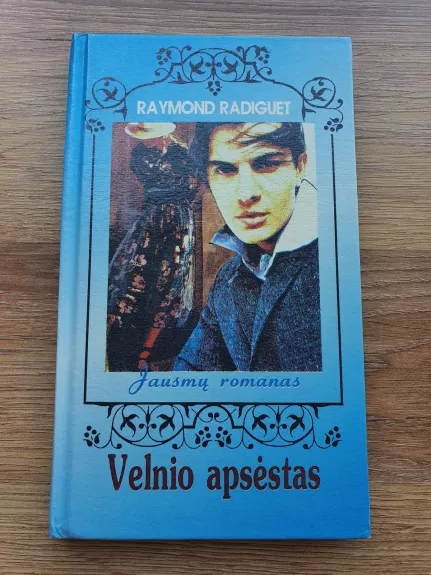 RAYMOND RADIGUET
Jausmų romanas
Velnio apsėstas